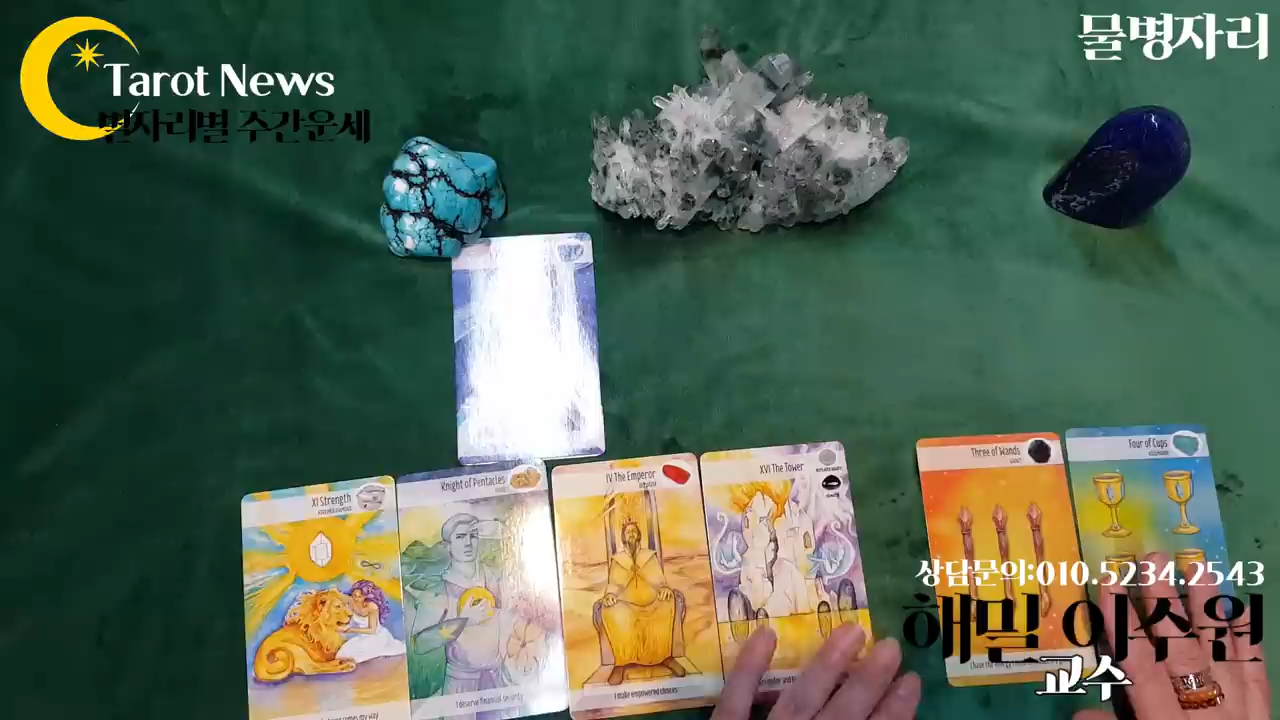 Tarot News
별자리별 주간운세
물병자리
XI Strength
Knight of Pentacles
IV The Emperor
XVI The Tower
Three of Wands
Four of Cups
I deserve financial security
I make empowered choices
상담문의:010.5234.2543
해밀 이수원
교수